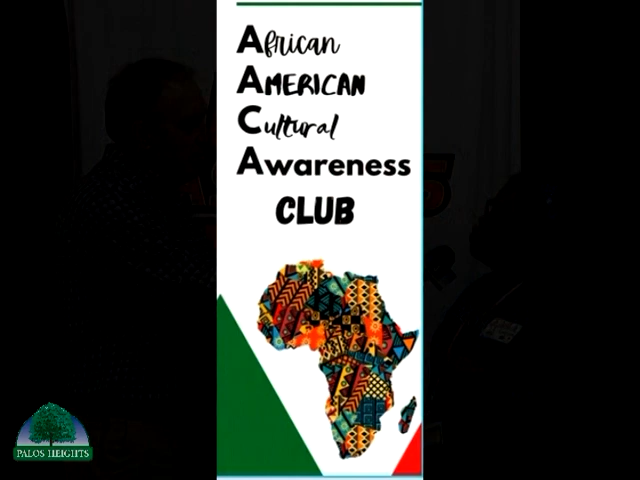 African
AMERICAN
Cultural
Awareness
CLUB
PALOS HEIGHTS